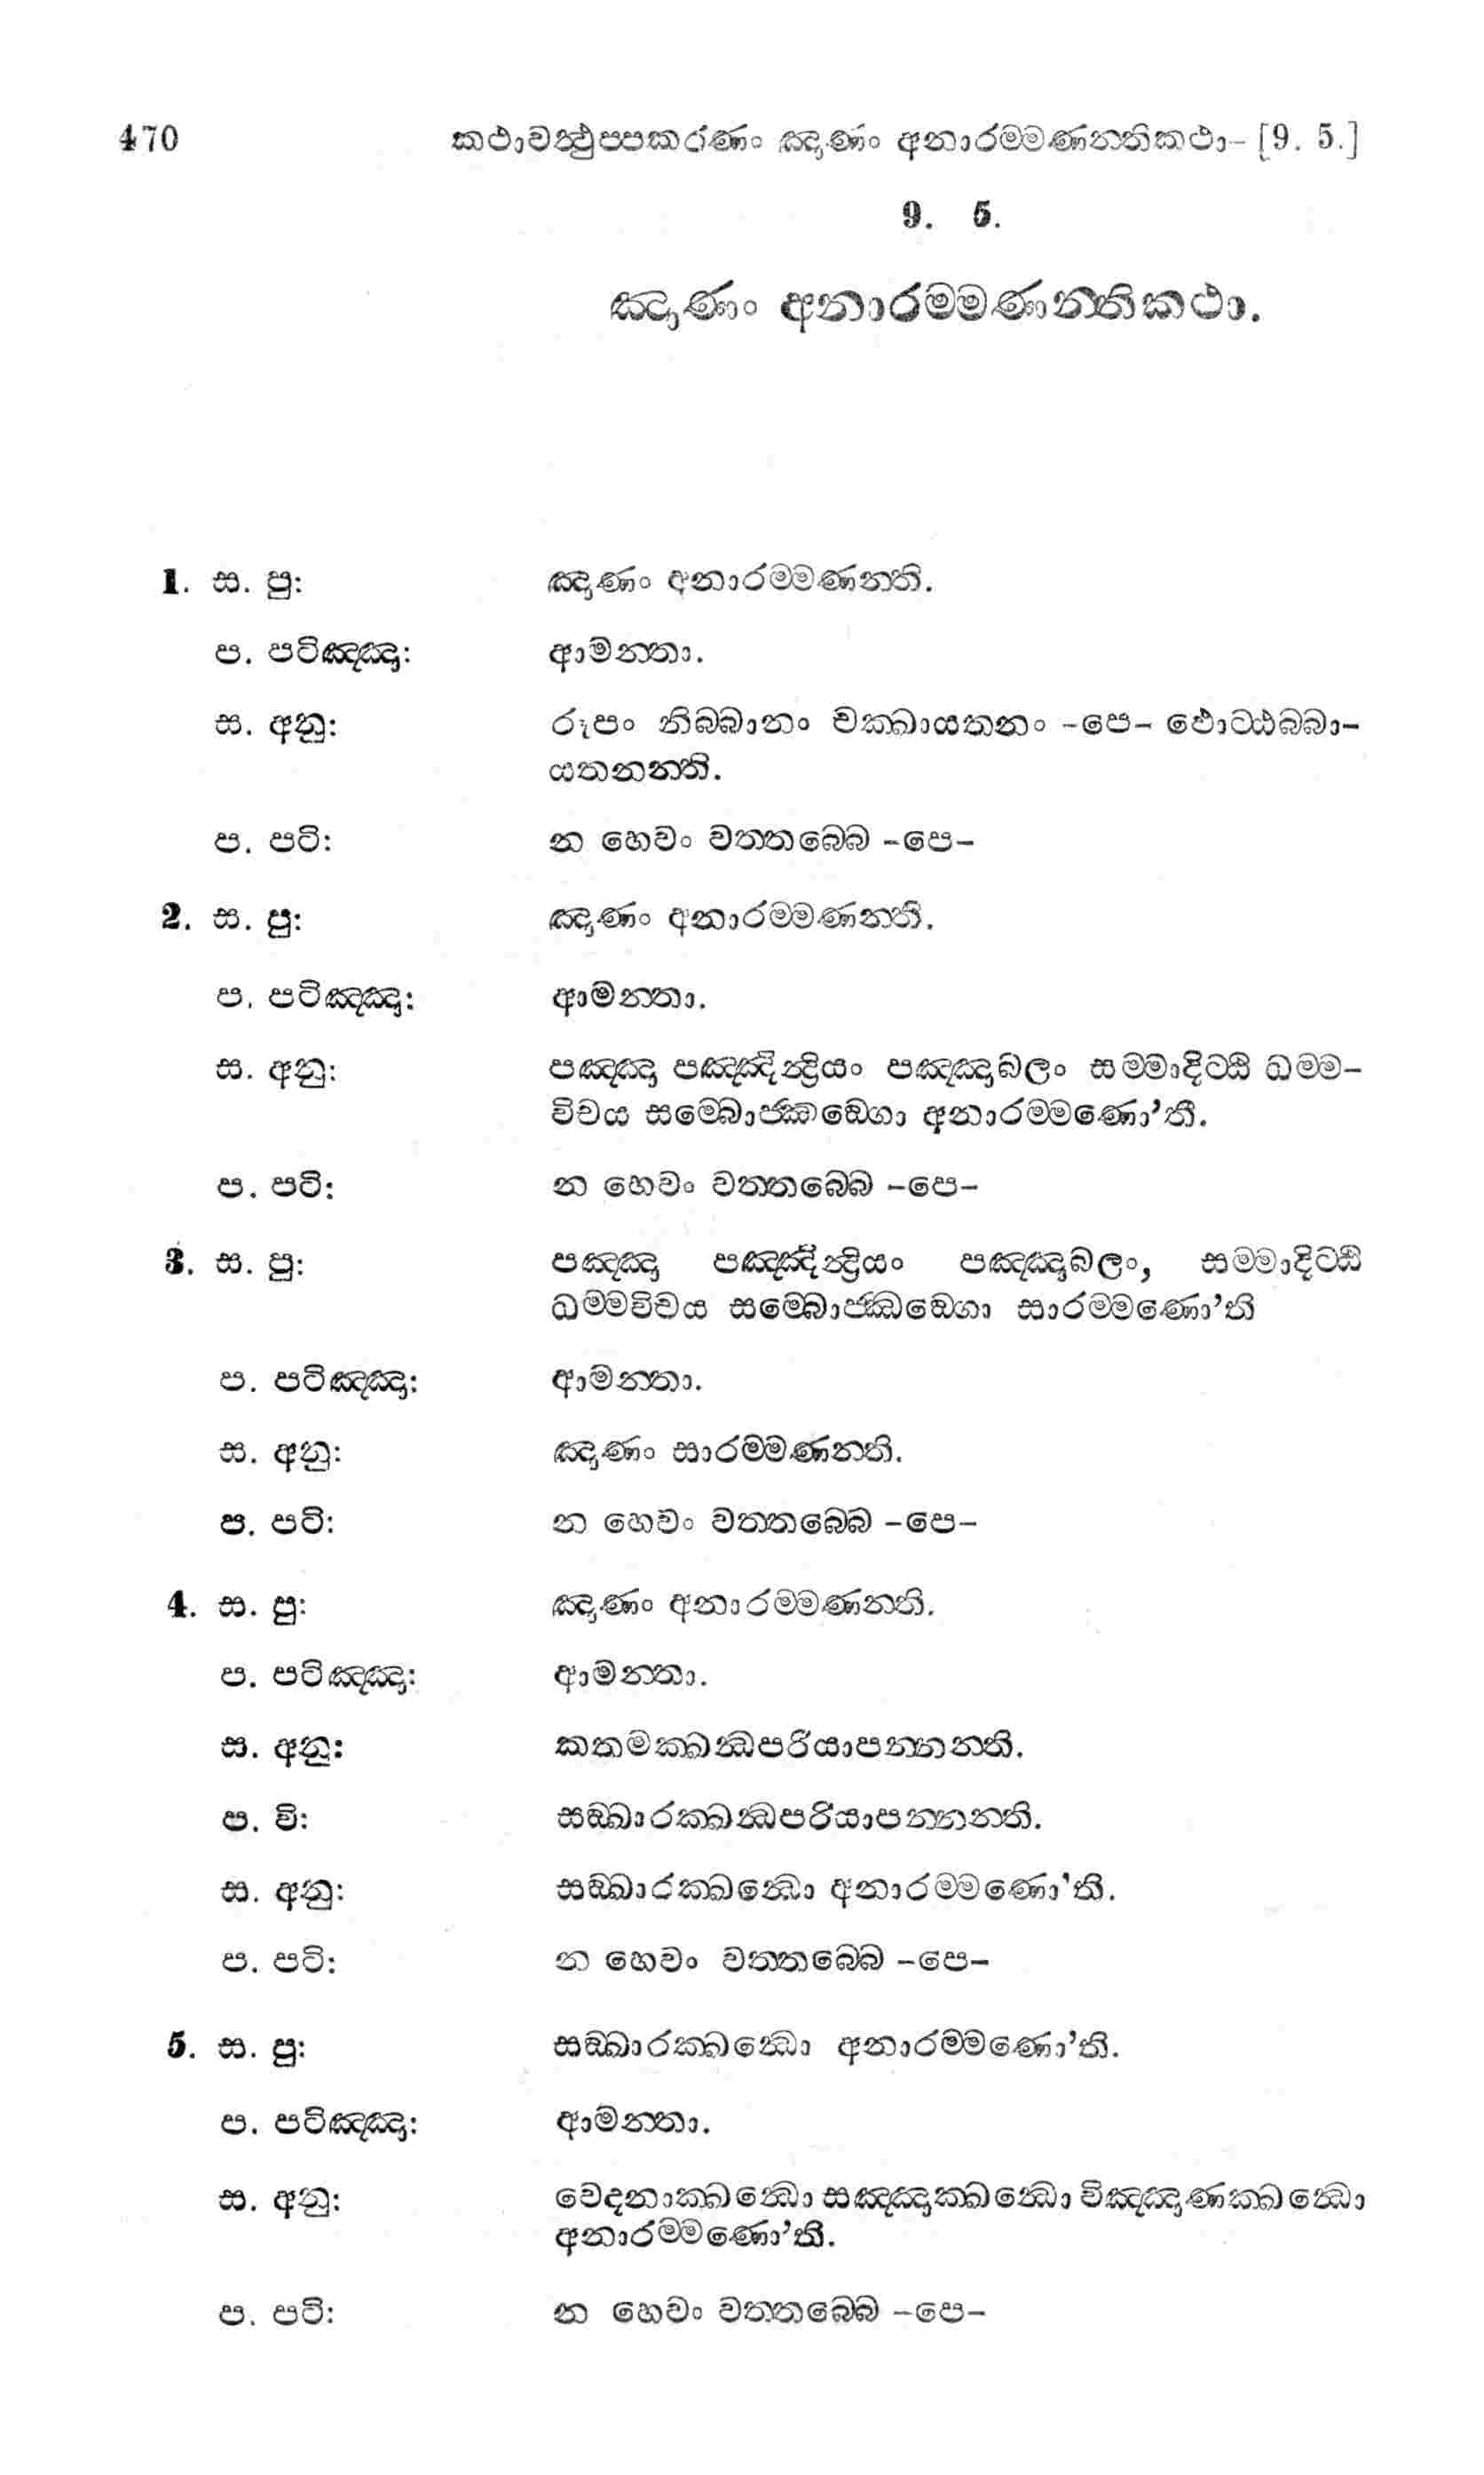 470 කථාවත්‍ථුප්පකරණං ඤාණං අනාරම්මණන්තිකථා– [9. 5.]
9. 5.
ඤාණං අනාරම්මණන්තිකථා.
1. ස. පු: ඤාණං අනාරම්මණන්ති.
ප. පටිඤ්ඤා: ආමන්තා.
ස. අනු: රූපං නිබ්බානං චක්ඛායතනං –පෙ– ඵොට්ඨබ්බා–
යතනන්ති.
ප. පටි: න හෙවං වත්තබ්බෙ –පෙ–
2. ස. පු: ඤාණං අනාරම්මණන්ති.
ප. පටිඤ්ඤා: ආමන්තා.
ස. අනු: පඤ්ඤා පඤ්ඤින්‍ද්‍රියං පඤ්ඤාබලං සම්මාදිට්ඨි ධම්ම–
විචය සම්බොජ්ඣඞ්ගො අනාරම්මණො'ති.
ප. පටි: න හෙවං වත්තබ්බෙ –පෙ–
3. ස. පු: පඤ්ඤා පඤ්ඤින්‍ද්‍රියං පඤ්ඤාබලං, සම්මාදිට්ඨි
ධම්මවිචය සම්බොජ්ඣඞ්ගො සාරම්මණො'ති
ප. පටිඤ්ඤා: ආමන්තා.
ස. අනු: ඤාණං සාරම්මණන්ති.
ප. පටි: න හෙවං වත්තබ්බෙ –පෙ–
4. ස. පු: ඤාණං අනාරම්මණන්ති.
ප. පටිඤ්ඤා: ආමන්තා.
ස. අනු: කතමක්ඛන්‍ධපරියාපන්නන්ති.
ප. වි: සඞ්ඛාරක්ඛන්‍ධපරියාපන්නන්ති.
ස. අනු: සඞ්ඛාරක්ඛන්‍ධො අනාරම්මණො'ති.
ප. පටි: න හෙවං වත්තබ්බෙ –පෙ–
5. ස. පු: සඞ්ඛාරක්ඛන්‍ධො අනාරම්මණො'ති.
ප. පටිඤ්ඤා: ආමන්තා.
ස. අනු: වෙදනාක්ඛන්‍ධො සඤ්ඤාක්ඛන්‍ධො විඤ්ඤාණක්ඛන්‍ධො
අනාරම්මණො'ති.
ප. පටි: න හෙවං වත්තබ්බෙ –පෙ–